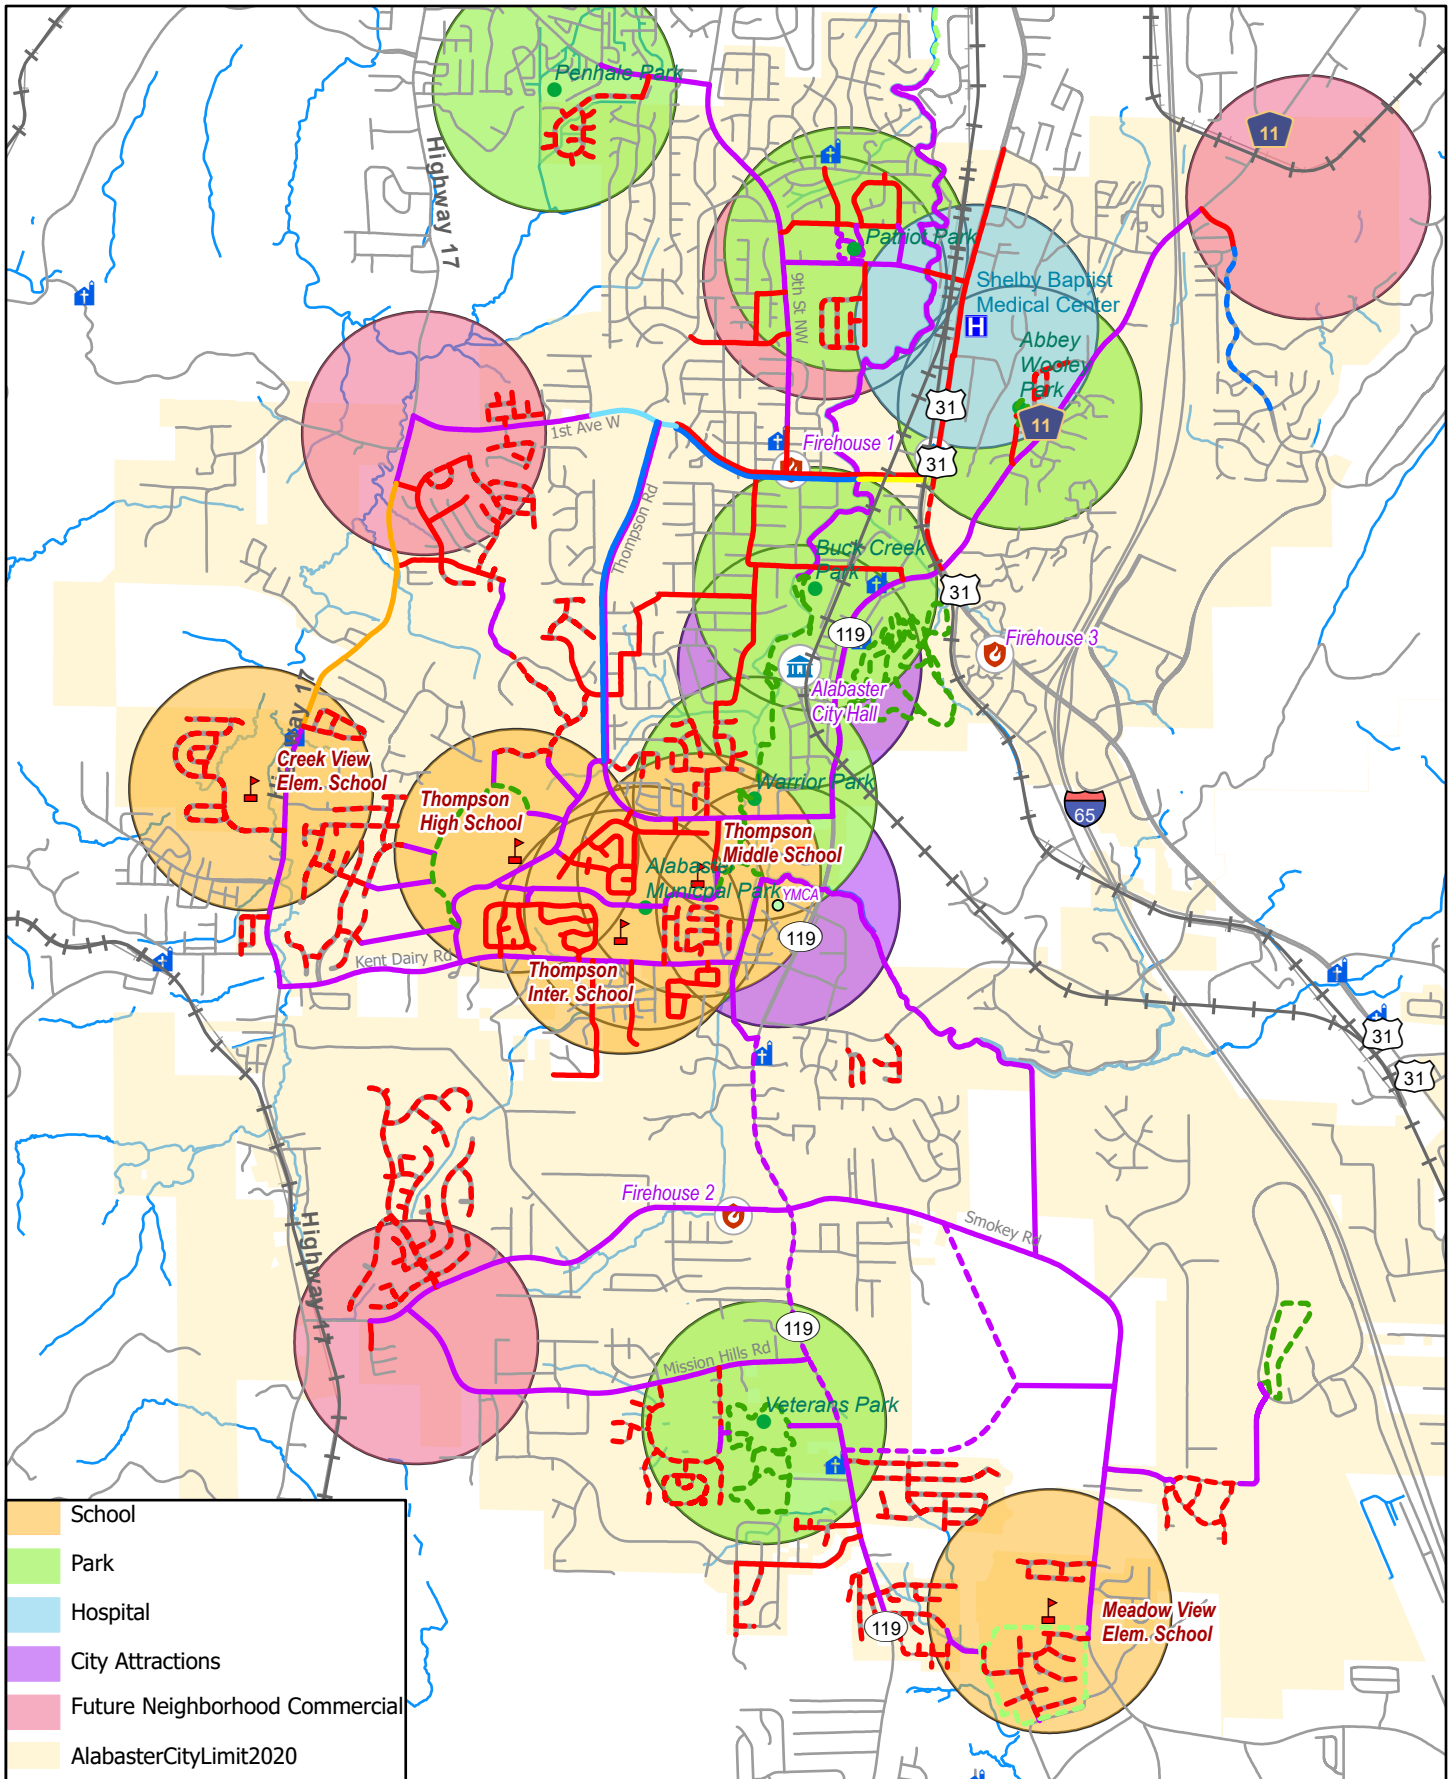 Penhale Park
11
Highway 17
Patriot Park
Shelby Baptist
Medical Center
H
9th St NW
Abbey
Wooley
Park
31
11
1st Ave W
Firehouse 1
31
Thompson Rd
Buck Creek
Park
31
119
Firehouse 3
Alabaster
City Hall
Creek View
Elem. School
Warrior Park
Thompson
High School
65
Thompson
Middle School
Alabaster
Municpal Park
YMCA
119
Kent Dairy Rd
Thompson
Inter. School
31
31
Firehouse 2
Smokey Rd
Highway 17
119
Mission Hills Rd
Veterans Park
Meadow View
Elem. School
119
School
Park
Hospital
City Attractions
Future Neighborhood Commercial
AlabasterCityLimit2020